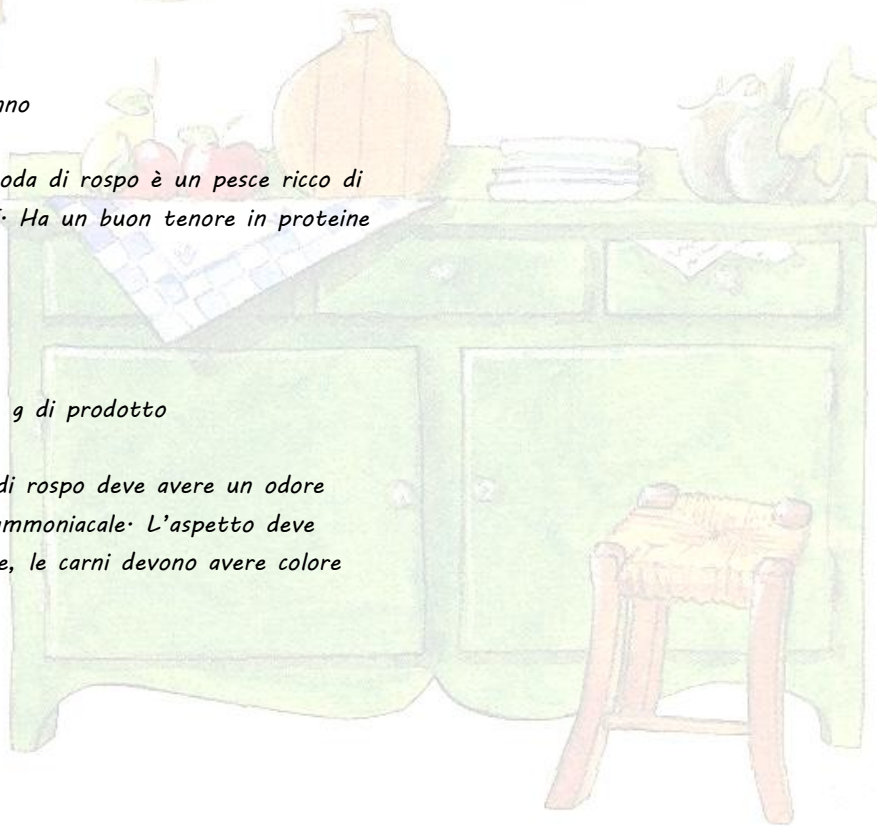 nno
oda di rospo è un pesce ricco di
. Ha un buon tenore in proteine
g di prodotto
di rospo deve avere un odore
mmoniacale. L'aspetto deve
e, le carni devono avere colore